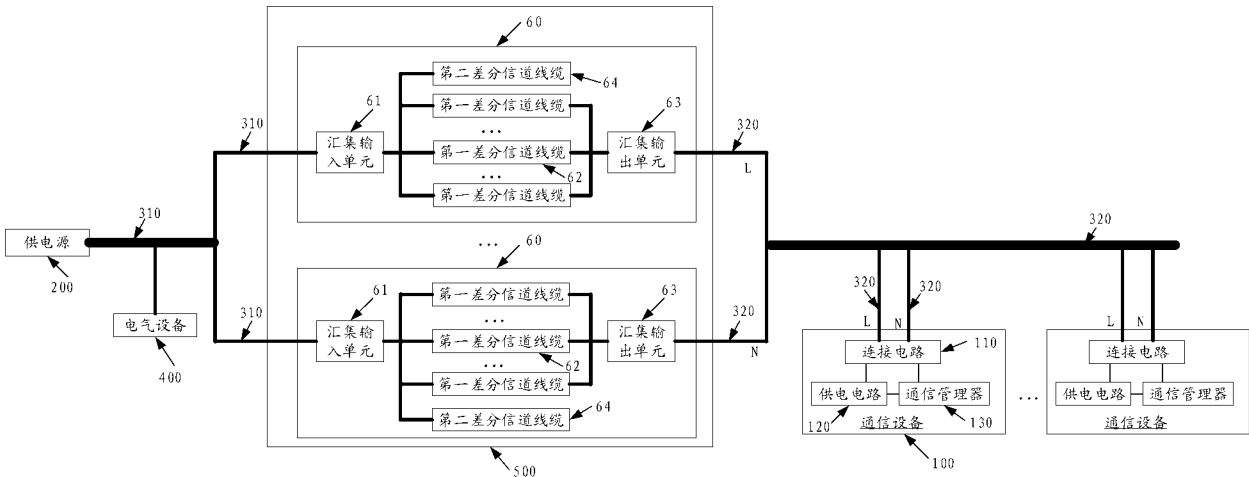 60
第二差分信道线缆
64
61
第一差分信道线缆
63
310
...
320
汇集输
入单元
第一差分信道线缆
汇集输
出单元
62
L
...
第一差分信道线缆
310
供电源
200
...
320
60
61
第一差分信道线缆
63
310
...
320
320
320
电气设备
汇集输
入单元
第一差分信道线缆
汇集输
出单元
L
N
L
N
400
62
N
...
连接电路
110
连接电路
第一差分信道线缆
64
供电电路
通信管理器
...
供电电路
通信管理器
第二差分信道线缆
120
通信设备
130
通信设备
500
100